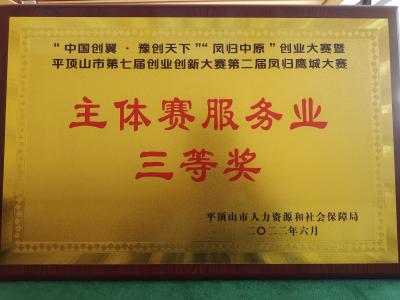 “中国创翼·豫创天下”“凤归中原”创业大赛暨
平顶山市第七届创业创新大赛第二届凤归鹰城大赛
主体赛服务业
三等奖
平顶山市人力资源和社会保障局
二〇二二年六月